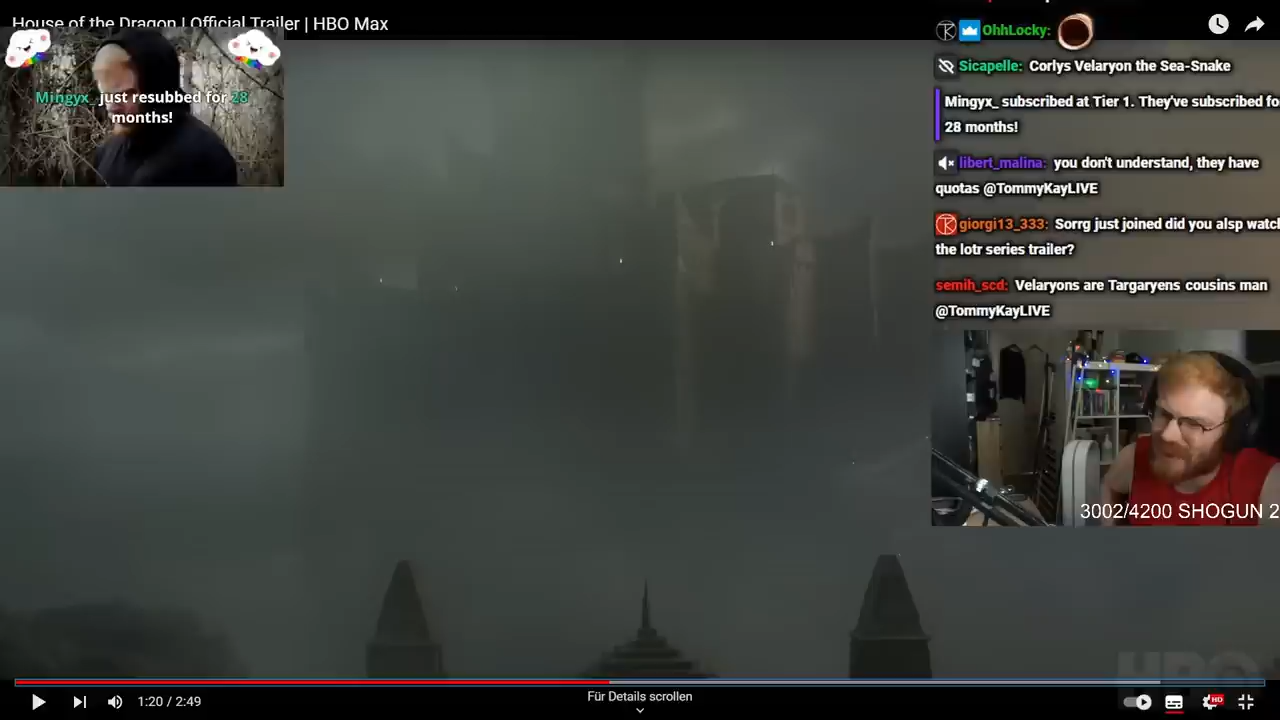 House of the Dragon | Official Trailer | HBO Max
Mingyx_ just resubbed for 28
months!
OhhLocky:
Sicapelle: Corlys Velaryon the Sea-Snake
Mingyx_ subscribed at Tier 1. They've subscribed fo
28 months!
libert_malina: you don't understand, they have
quotas @TommyKayLIVE
giorgi13_333: Sorrg just joined did you alsp watc
the lotr series trailer?
semih_scd: Velaryons are Targaryens cousins man
@TommyKayLIVE
3002/4200 SHOGUN 2
HBO
1:20 / 2:49
Für Details scrollen
HD